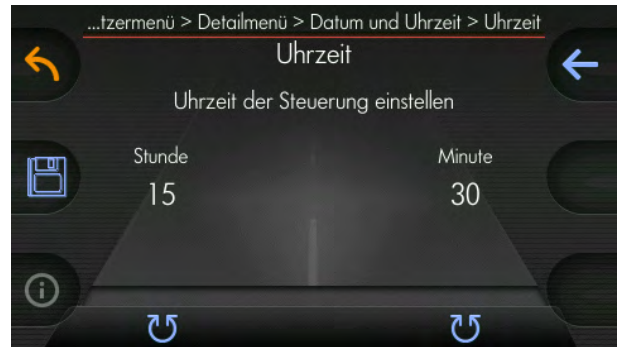 ...tzermenü > Detailmenü > Datum und Uhrzeit > Uhrzeit
Uhrzeit
Uhrzeit der Steuerung einstellen
Stunde Minute
15 30